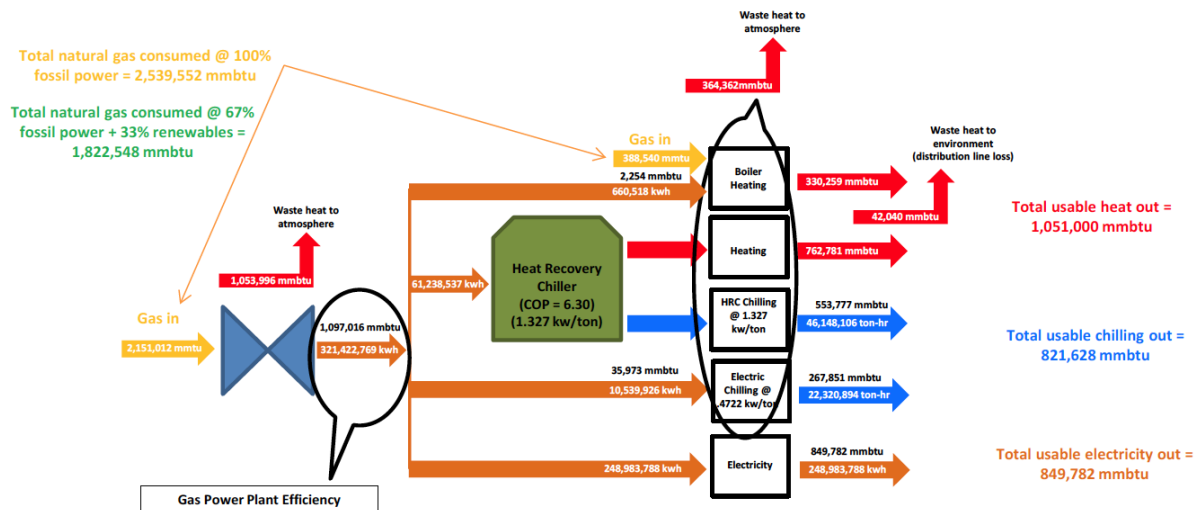 Waste heat to
atmosphere
Total natural gas consumed @ 100%
fossil power = 2,539,552 mmbtu
364,362mmbtu
Total natural gas consumed @ 67%
fossil power + 33% renewables =
1,822,548 mmbtu
Gas in
388,540 mmtu
2,254 mmbtu
660,518 kwh
Boiler
Heating
330,259 mmbtu
Waste heat to
environment
(distribution line loss)
42,040 mmbtu
Total usable heat out =
1,051,000 mmbtu
Waste heat to
atmosphere
1,053,996 mmbtu
Heating
762,781 mmbtu
Heat Recovery
Chiller
(COP = 6.30)
(1.327 kw/ton)
61,238,537 kwh
HRC Chilling
@ 1.327
kw/ton
553,777 mmbtu
46,148,106 ton-hr
Gas in
2,151,012 mmtu
1,097,016 mmbtu
321,422,769 kwh
Total usable chilling out =
821,628 mmbtu
35,973 mmbtu
10,539,926 kwh
Electric
Chilling @
.4722 kw/ton
267,851 mmbtu
22,320,894 ton-hr
248,983,788 kwh
Electricity
849,782 mmbtu
248,983,788 kwh
Total usable electricity out =
849,782 mmbtu
Gas Power Plant Efficiency